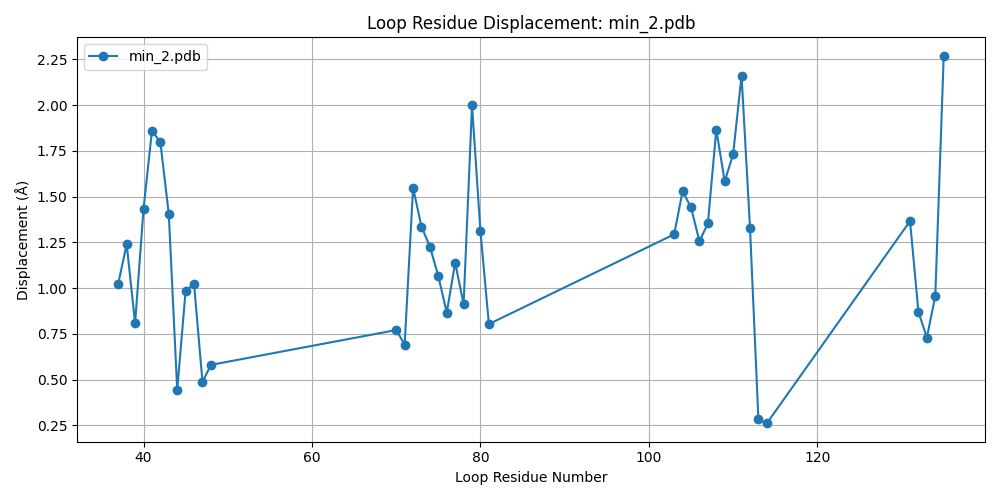 Loop Residue Displacement: min_2.pdb
min_2.pdb
Displacement (Å)
2.25
2.00
1.75
1.50
1.25
1.00
0.75
0.50
0.25
40 60 80 100 120
Loop Residue Number